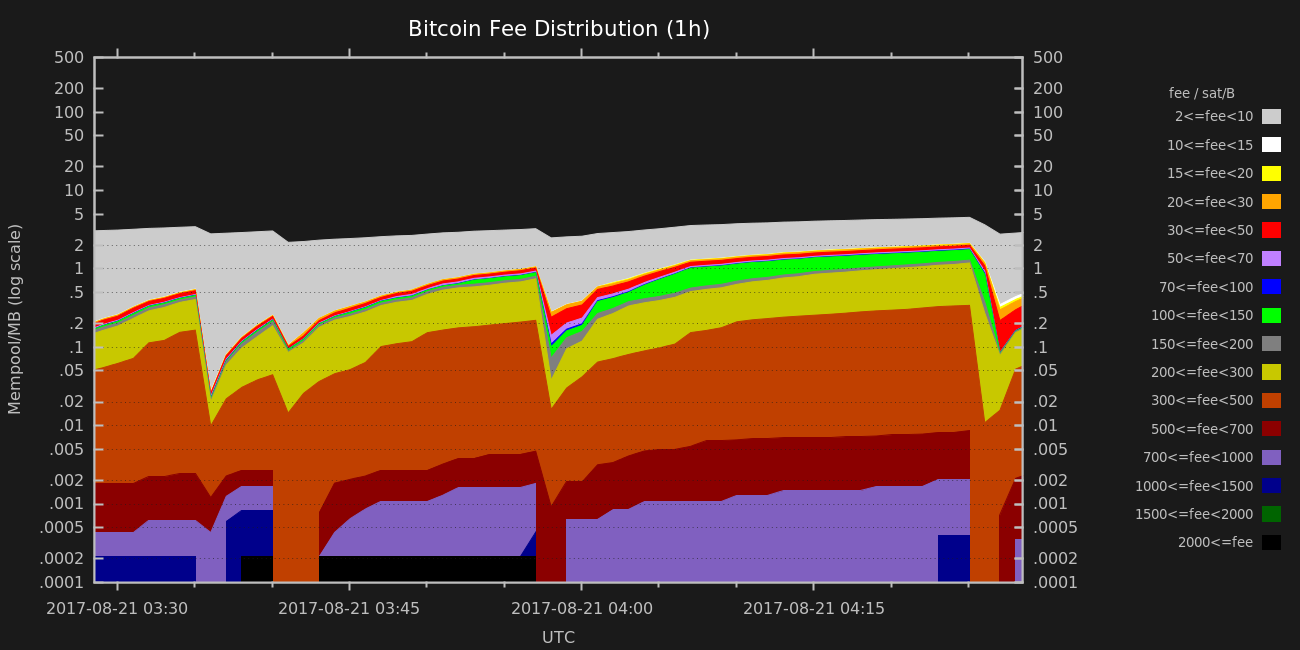 Bitcoin Fee Distribution (1h)
500
200
100
50
20
10
5
2
1
.5
.2
.1
.05
.02
.01
.005
.002
.001
.0005
.0002
.0001
Mempool/MB (log scale)
500
200
100
50
20
10
5
2
1
.5
.2
.1
.05
.02
.01
.005
.002
.001
.0005
.0002
.0001
2017-08-21 03:30
2017-08-21 03:45
2017-08-21 04:00
2017-08-21 04:15
UTC
fee / sat/B
2<=fee<10
10<=fee<15
15<=fee<20
20<=fee<30
30<=fee<50
50<=fee<70
70<=fee<100
100<=fee<150
150<=fee<200
200<=fee<300
300<=fee<500
500<=fee<700
700<=fee<1000
1000<=fee<1500
1500<=fee<2000
2000<=fee